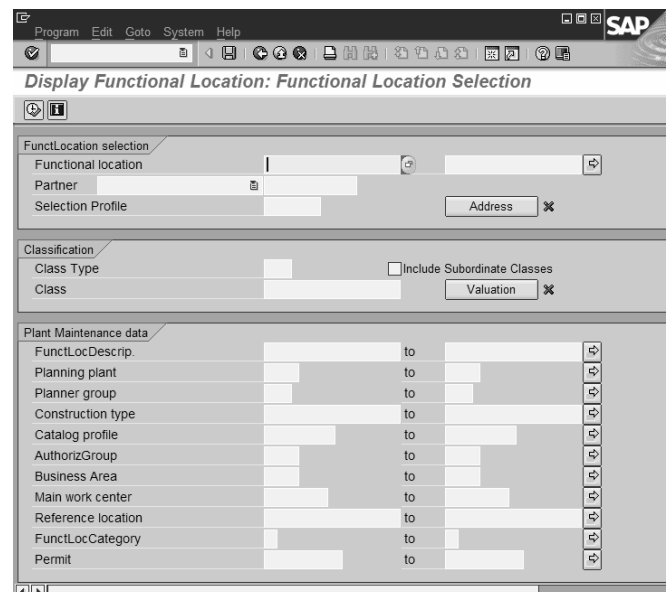 Program Edit Goto System Help
SAP
Display Functional Location: Functional Location Selection
FunctLocation selection
Functional location
Partner
Selection Profile Address
Classification
Class Type Include Subordinate Classes
Class Valuation
Plant Maintenance data
FunctLocDescrip. to
Planning plant to
Planner group to
Construction type to
Catalog profile to
AuthorizGroup to
Business Area to
Main work center to
Reference location to
FunctLocCategory to
Permit to